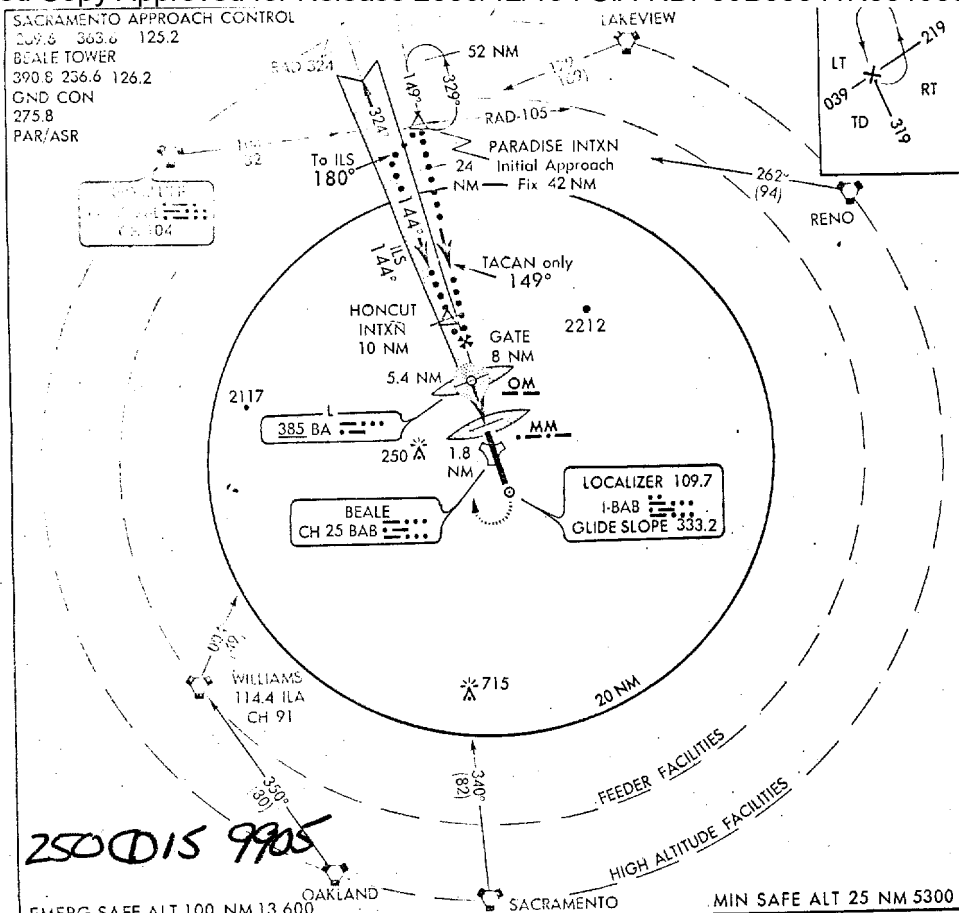 SACRAMENTO APPROACH CONTROL
363.8 125.2
BEALE TOWER
390.8 236.6 126.2
GND CON
275.8
PAR/ASR
LAKEVIEW
52 NM
RAD 324
149°
329°
324°
RAD-105
LT
219
RT
039
TD
319
PARADISE INTXN
Initial Approach
Fix 42 NM
To ILS
180°
24
NM
262°
(94)
RENO
144°
ILS
144°
TACAN only
149°
HONCUT
INTXN
10 NM
2212
GATE
8 NM
5.4 NM
OM
2117
L
385 BA
MM
250
1.8
NM
BEALE
CH 25 BAB
LOCALIZER 109.7
I-BAB
GLIDE SLOPE 333.2
WILLIAMS
114.4 ILA
CH 91
715
20 NM
350°
(30)
340°
(82)
FEEDER FACILITIES
HIGH ALTITUDE FACILITIES
OAKLAND
SACRAMENTO
EMERG SAFE ALT 100 NM 13,600
MIN SAFE ALT 25 NM 5300